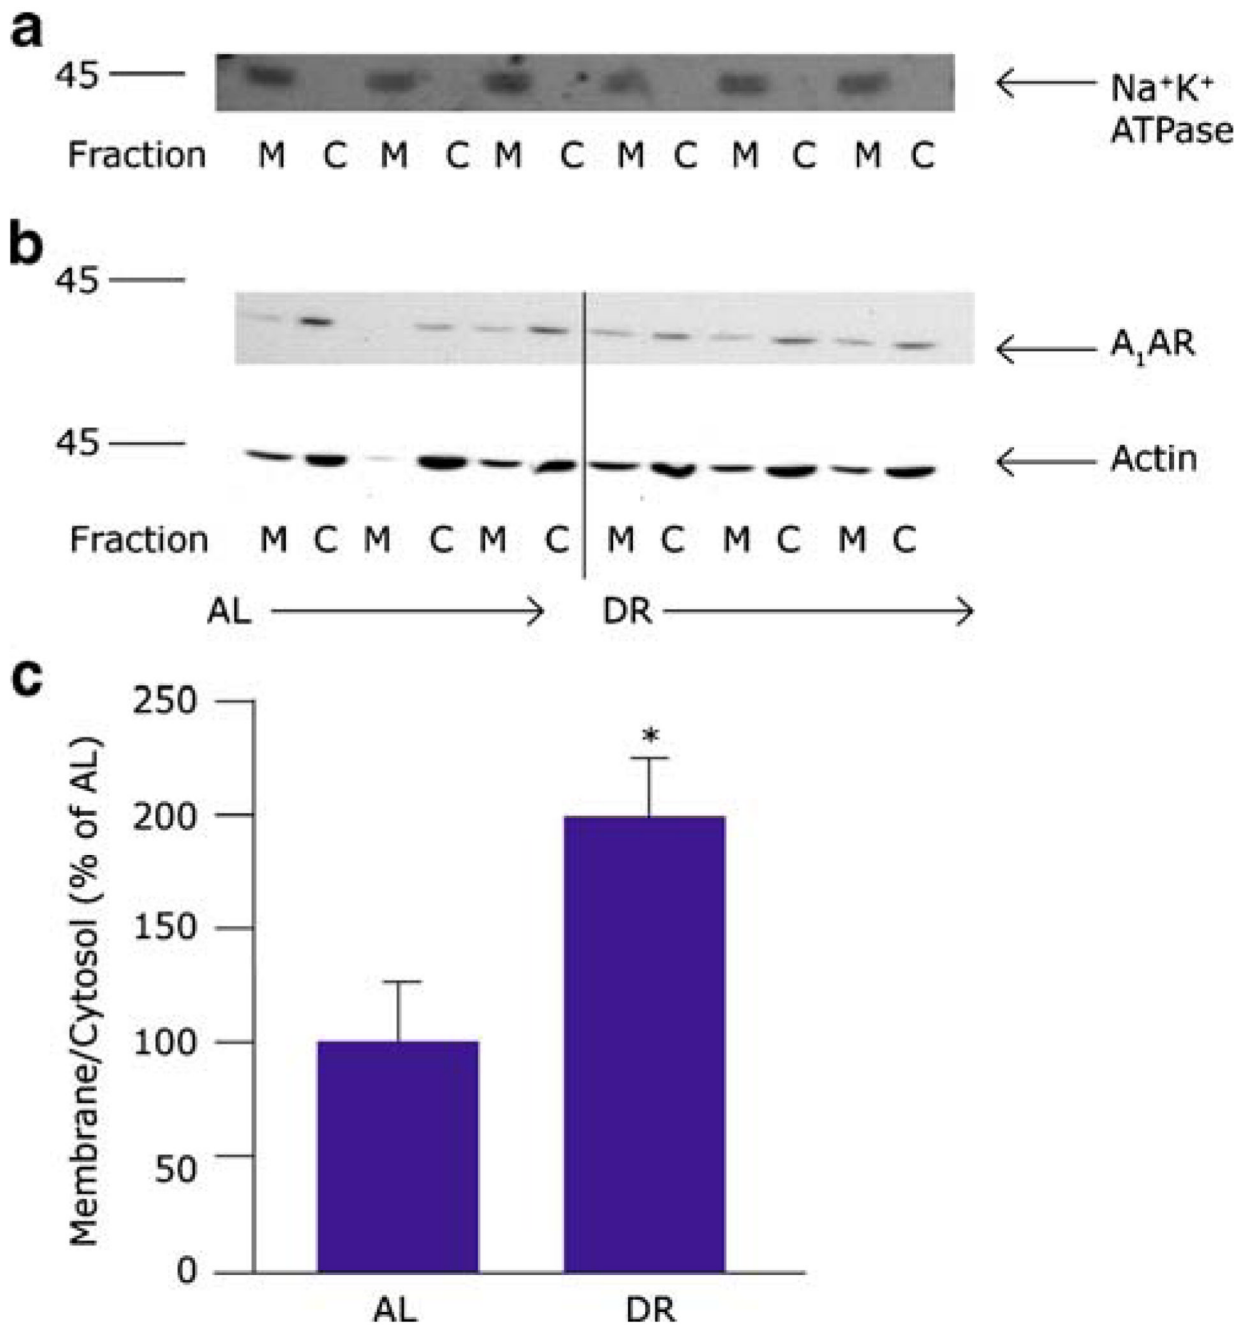 a
45
Na⁺K⁺
ATPase
Fraction M C M C M C M C M C M C
b
45
A₁AR
45
Actin
Fraction M C M C M C M C M C M C
AL DR
c
250
200
150
100
50
0
Membrane/Cytosol (% of AL)
*
AL DR